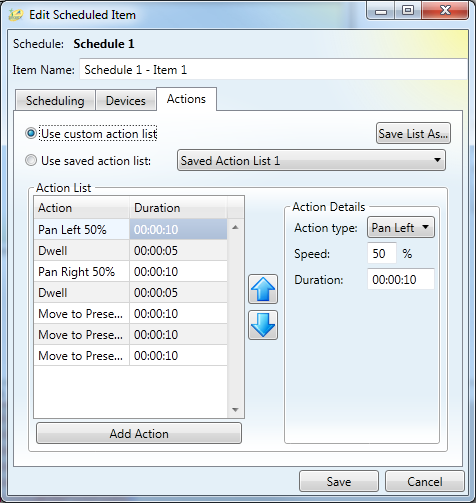 Edit Scheduled Item
Schedule: Schedule 1
Item Name: Schedule 1 - Item 1
Scheduling Devices Actions
Use custom action list Save List As...
Use saved action list: Saved Action List 1
Action List
Action Duration
Pan Left 50% 00:00:10
Dwell 00:00:05
Pan Right 50% 00:00:10
Dwell 00:00:05
Move to Prese... 00:00:10
Move to Prese... 00:00:10
Move to Prese... 00:00:10
Add Action
Action Details
Action type: Pan Left
Speed: 50 %
Duration: 00:00:10
Save Cancel